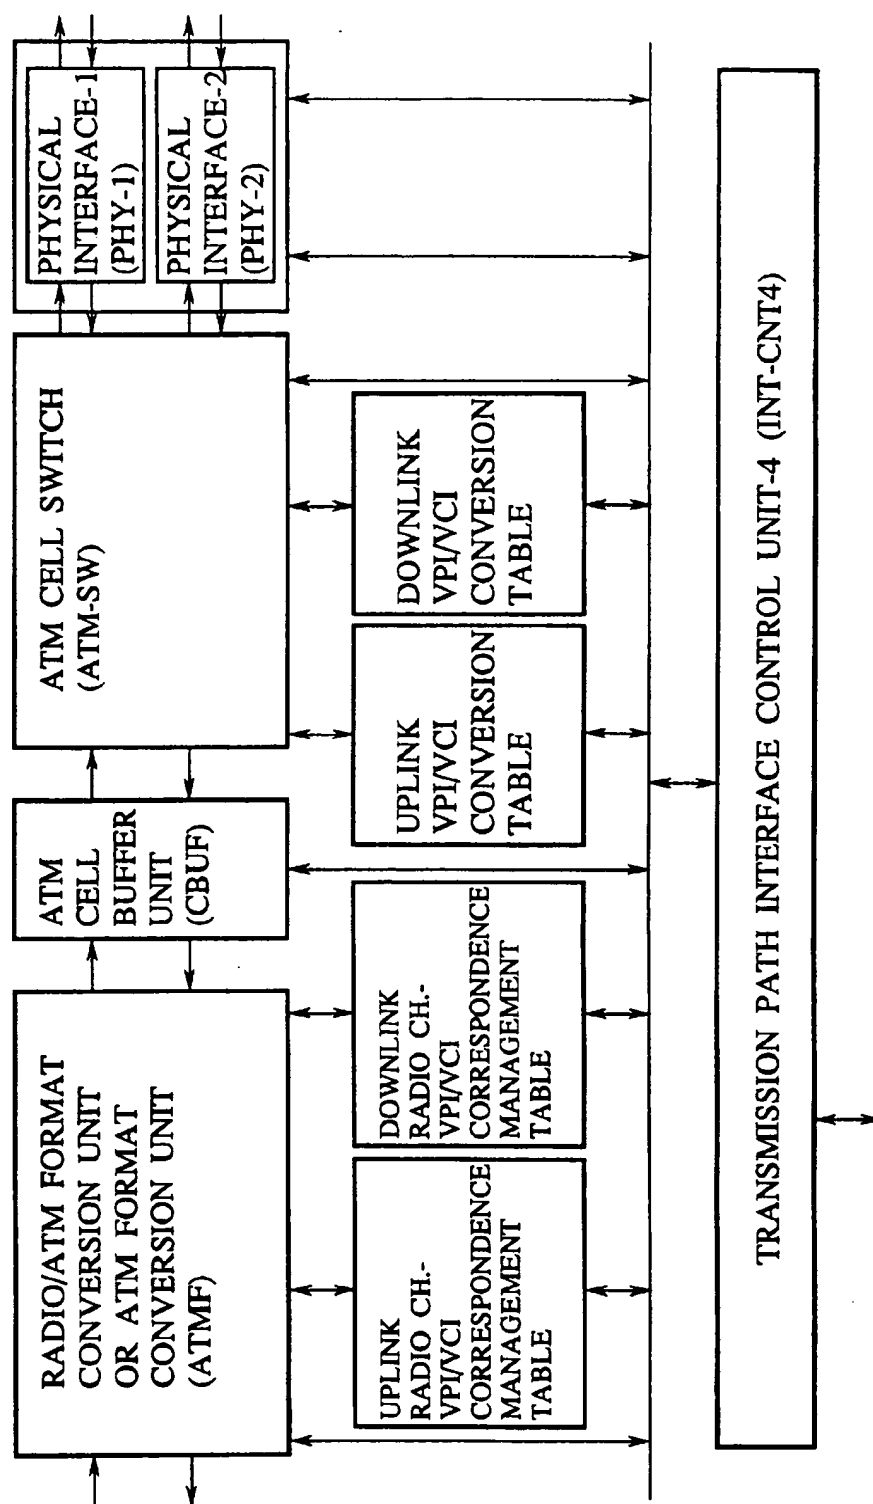 RADIO/ATM FORMAT
CONVERSION UNIT
OR ATM FORMAT
CONVERSION UNIT
(ATMF)
ATM
CELL
BUFFER
UNIT
(CBUF)
ATM CELL SWITCH
(ATM-SW)
PHYSICAL
INTERFACE-1
(PHY-1)
PHYSICAL
INTERFACE-2
(PHY-2)
UPLINK
RADIO CH.-
VPI/VCI
CORRESPONDENCE
MANAGEMENT
TABLE
DOWNLINK
RADIO CH.-
VPI/VCI
CORRESPONDENCE
MANAGEMENT
TABLE
UPLINK
VPI/VCI
CONVERSION
TABLE
DOWNLINK
VPI/VCI
CONVERSION
TABLE
TRANSMISSION PATH INTERFACE CONTROL UNIT-4 (INT-CNT4)